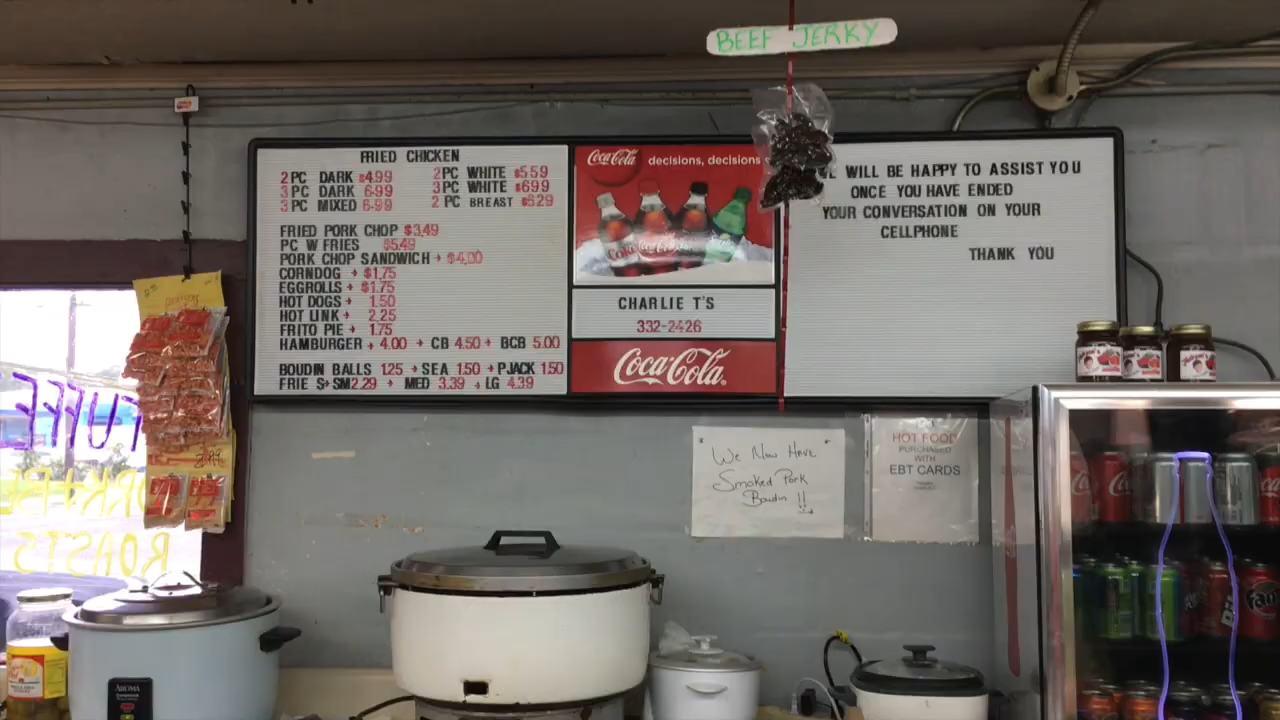 BEEF JERKY
FRIED CHICKEN
2 PC DARK $4.99 2 PC WHITE $5.59
3 PC DARK 6.99 3 PC WHITE $6.99
3 PC MIXED 6.99 2 PC BREAST $6.29
FRIED PORK CHOP $3.49
PC W FRIES $5.49
PORK CHOP SANDWICH + $4.00
CORNDOG + $1.75
EGGROLLS + $1.75
HOT DOGS + 1.50
HOT LINK + 2.25
FRITO PIE + 1.75
HAMBURGER + 4.00 + CB 4.50 + BCB 5.00
BOUDIN BALLS 1.25 + SEA 1.50 + PJACK 1.50
FRIE S+SM 2.29 + MED 3.39 + LG 4.39
Coca-Cola decisions, decisions
CHARLIE T'S
332-2426
Coca-Cola
WILL BE HAPPY TO ASSIST YOU
ONCE YOU HAVE ENDED
YOUR CONVERSATION ON YOUR
CELLPHONE
THANK YOU
We Now Have
Smoked Pork
Boudin !!
HOT FOOD
PURCHASED
WITH
EBT CARDS
ROASTS
AROMA